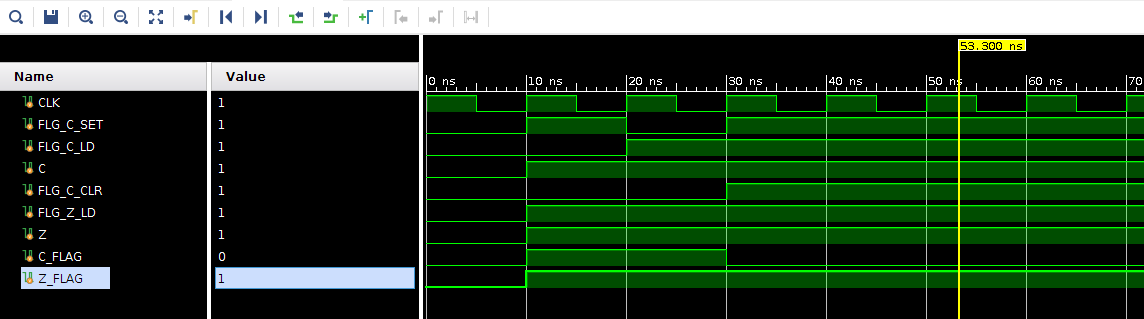 53.300 ns
Name Value 0 ns 10 ns 20 ns 30 ns 40 ns 50 ns 60 ns 70
CLK 1
FLG_C_SET 1
FLG_C_LD 1
C 1
FLG_C_CLR 1
FLG_Z_LD 1
Z 1
C_FLAG 0
Z_FLAG 1